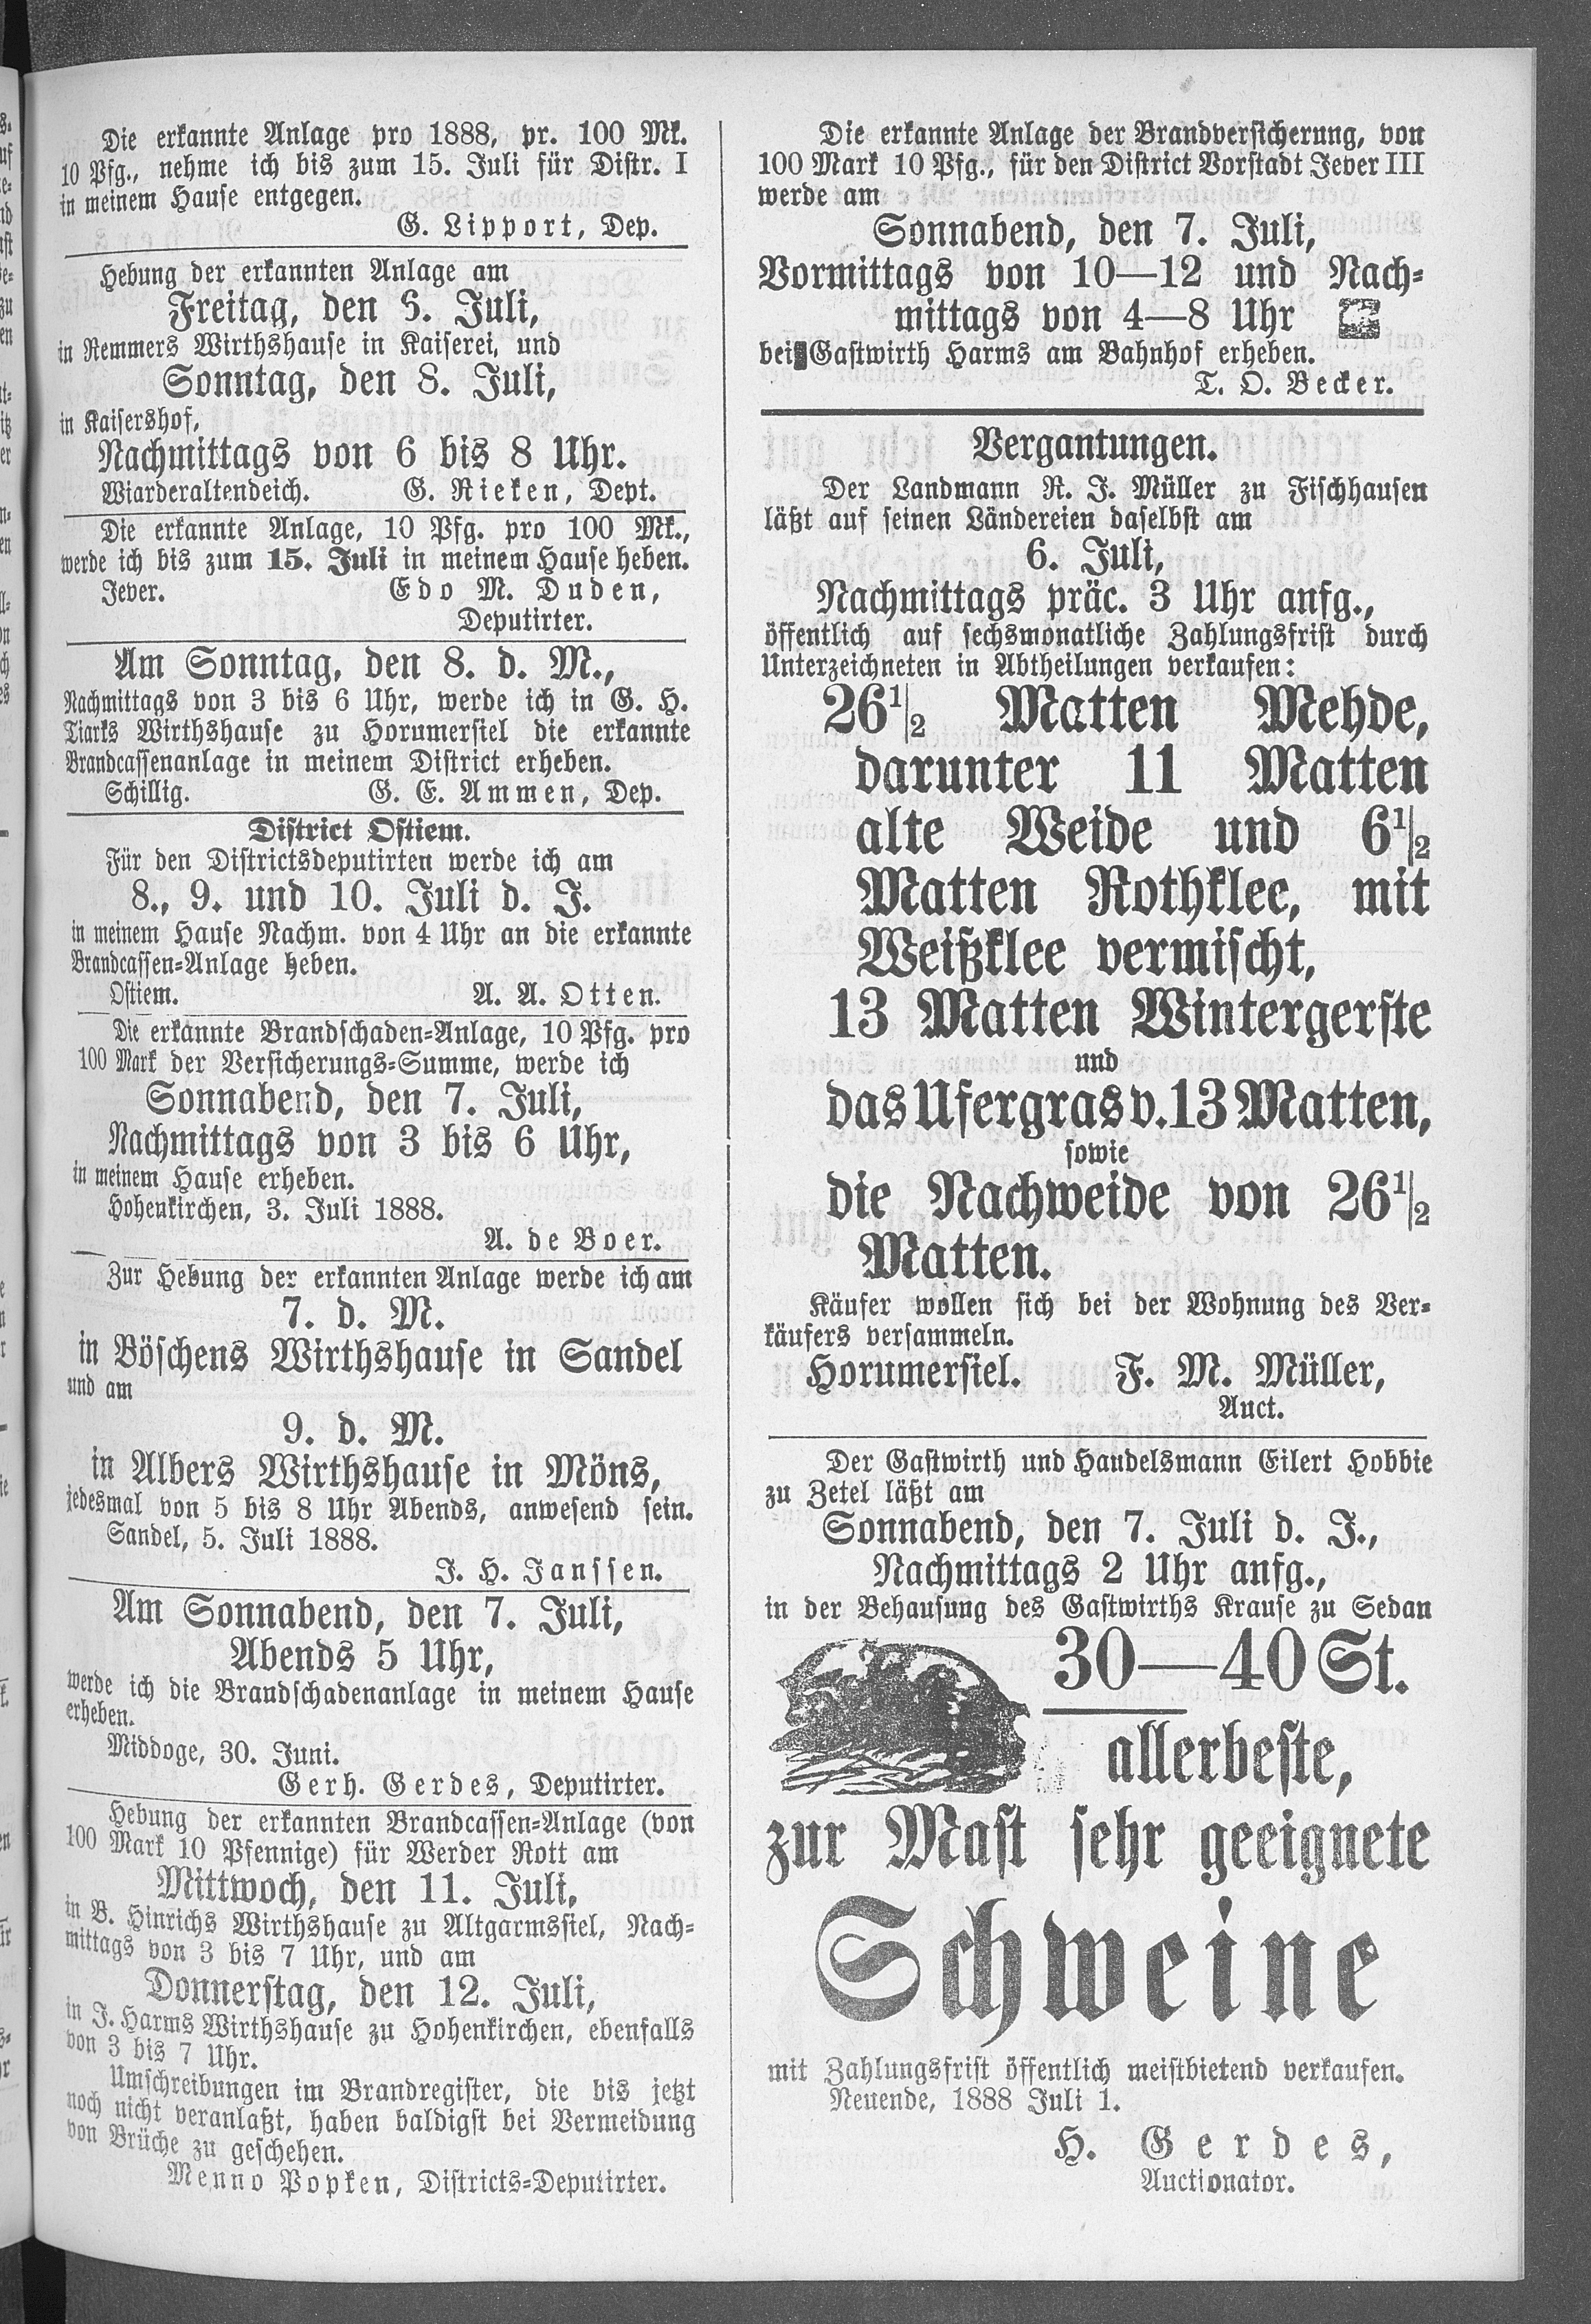 Die erkannte Anlage pro 1888, pr. 100 Mk.
10 Pfg., nehme ich bis zum 15. Juli für Distr. I
in meinem Hause entgegen.
G. Lipport, Dep.
Hebung der erkannten Anlage am
Freitag, den 6. Juli,
in Remmers Wirthshause in Kaiserei, und
Sonntag, den 8. Juli,
in Kaisershof,
Nachmittags von 6 bis 8 Uhr.
Wiarderaltendeich. G. Rieken, Dept.
Die erkannte Anlage, 10 Pfg. pro 100 Mk.,
werde ich bis zum 15. Juli in meinem Hause heben.
Jever. Edo M. Duden,
Deputirter.
Am Sonntag, den 8. d. M.,
Nachmittags von 3 bis 6 Uhr, werde ich in G. H.
Tiarks Wirthshause zu Horumersiel die erkannte
Brandcassenanlage in meinem District erheben.
Schillig. G. E. Ammen, Dep.
District Ostiem.
Für den Districtsdeputirten werde ich am
8., 9. und 10. Juli d. J.
in meinem Hause Nachm. von 4 Uhr an die erkannte
Brandcassen-Anlage heben.
Ostiem. A. A. Otten.
Die erkannte Brandschaden-Anlage, 10 Pfg. pro
100 Mark der Versicherungs-Summe, werde ich
Sonnabend, den 7. Juli,
Nachmittags von 3 bis 6 Uhr,
in meinem Hause erheben.
Hohenkirchen, 3. Juli 1888.
A. de Boer.
Zur Hebung der erkannten Anlage werde ich am
7. d. M.
in Böschens Wirthshause in Sandel
und am
9. d. M.
in Albers Wirthshause in Möns,
jedesmal von 5 bis 8 Uhr Abends, anwesend sein.
Sandel, 5. Juli 1888.
J. H. Janssen.
Am Sonnabend, den 7. Juli,
Abends 5 Uhr,
werde ich die Brandschadenanlage in meinem Hause
erheben.
Middoge, 30. Juni.
Gerh. Gerdes, Deputirter.
Hebung der erkannten Brandcassen-Anlage (von
100 Mark 10 Pfennige) für Werder Rott am
Mittwoch, den 11. Juli,
in B. Hinrichs Wirthshause zu Altgarmssiel, Nach-
mittags von 3 bis 7 Uhr, und am
Donnerstag, den 12. Juli,
in J. Harms Wirthshause zu Hohenkirchen, ebenfalls
von 3 bis 7 Uhr.
Umschreibungen im Brandregister, die bis jetzt
noch nicht veranlaßt, haben baldigst bei Vermeidung
von Brüche zu geschehen.
Menno Popken, Districts-Deputirter.
Die erkannte Anlage der Brandversicherung, von
100 Mark 10 Pfg., für den District Vorstadt Jever III
werde am
Sonnabend, den 7. Juli,
Vormittags von 10—12 und Nach-
mittags von 4—8 Uhr
bei Gastwirth Harms am Bahnhof erheben.
T. O. Becker.
Vergantungen.
Der Landmann R. J. Müller zu Fischhausen
läßt auf seinen Ländereien daselbst am
6. Juli,
Nachmittags präc. 3 Uhr anfg.,
öffentlich auf sechsmonatliche Zahlungsfrist durch
Unterzeichneten in Abtheilungen verkaufen:
26 1/2 Matten Mehde,
darunter 11 Matten
alte Weide und 6 1/2
Matten Rothklee, mit
Weißklee vermischt,
13 Matten Wintergerste
und
das Ufergras v. 13 Matten,
sowie
die Nachweide von 26 1/2
Matten.
Käufer wollen sich bei der Wohnung des Ver-
käufers versammeln.
Horumersiel. F. M. Müller,
Auct.
Der Gastwirth und Handelsmann Eilert Hobbie
zu Zetel läßt am
Sonnabend, den 7. Juli d. J.,
Nachmittags 2 Uhr anfg.,
in der Behausung des Gastwirths Krause zu Sedan
30—40 St.
allerbeste,
zur Mast sehr geeignete
Schweine
mit Zahlungsfrist öffentlich meistbietend verkaufen.
Neuende, 1888 Juli 1.
H. Gerdes,
Auctionator.